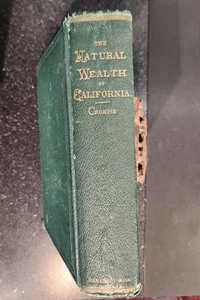 THE
NATURAL
WEALTH
OF
CALIFORNIA.
CRONISE